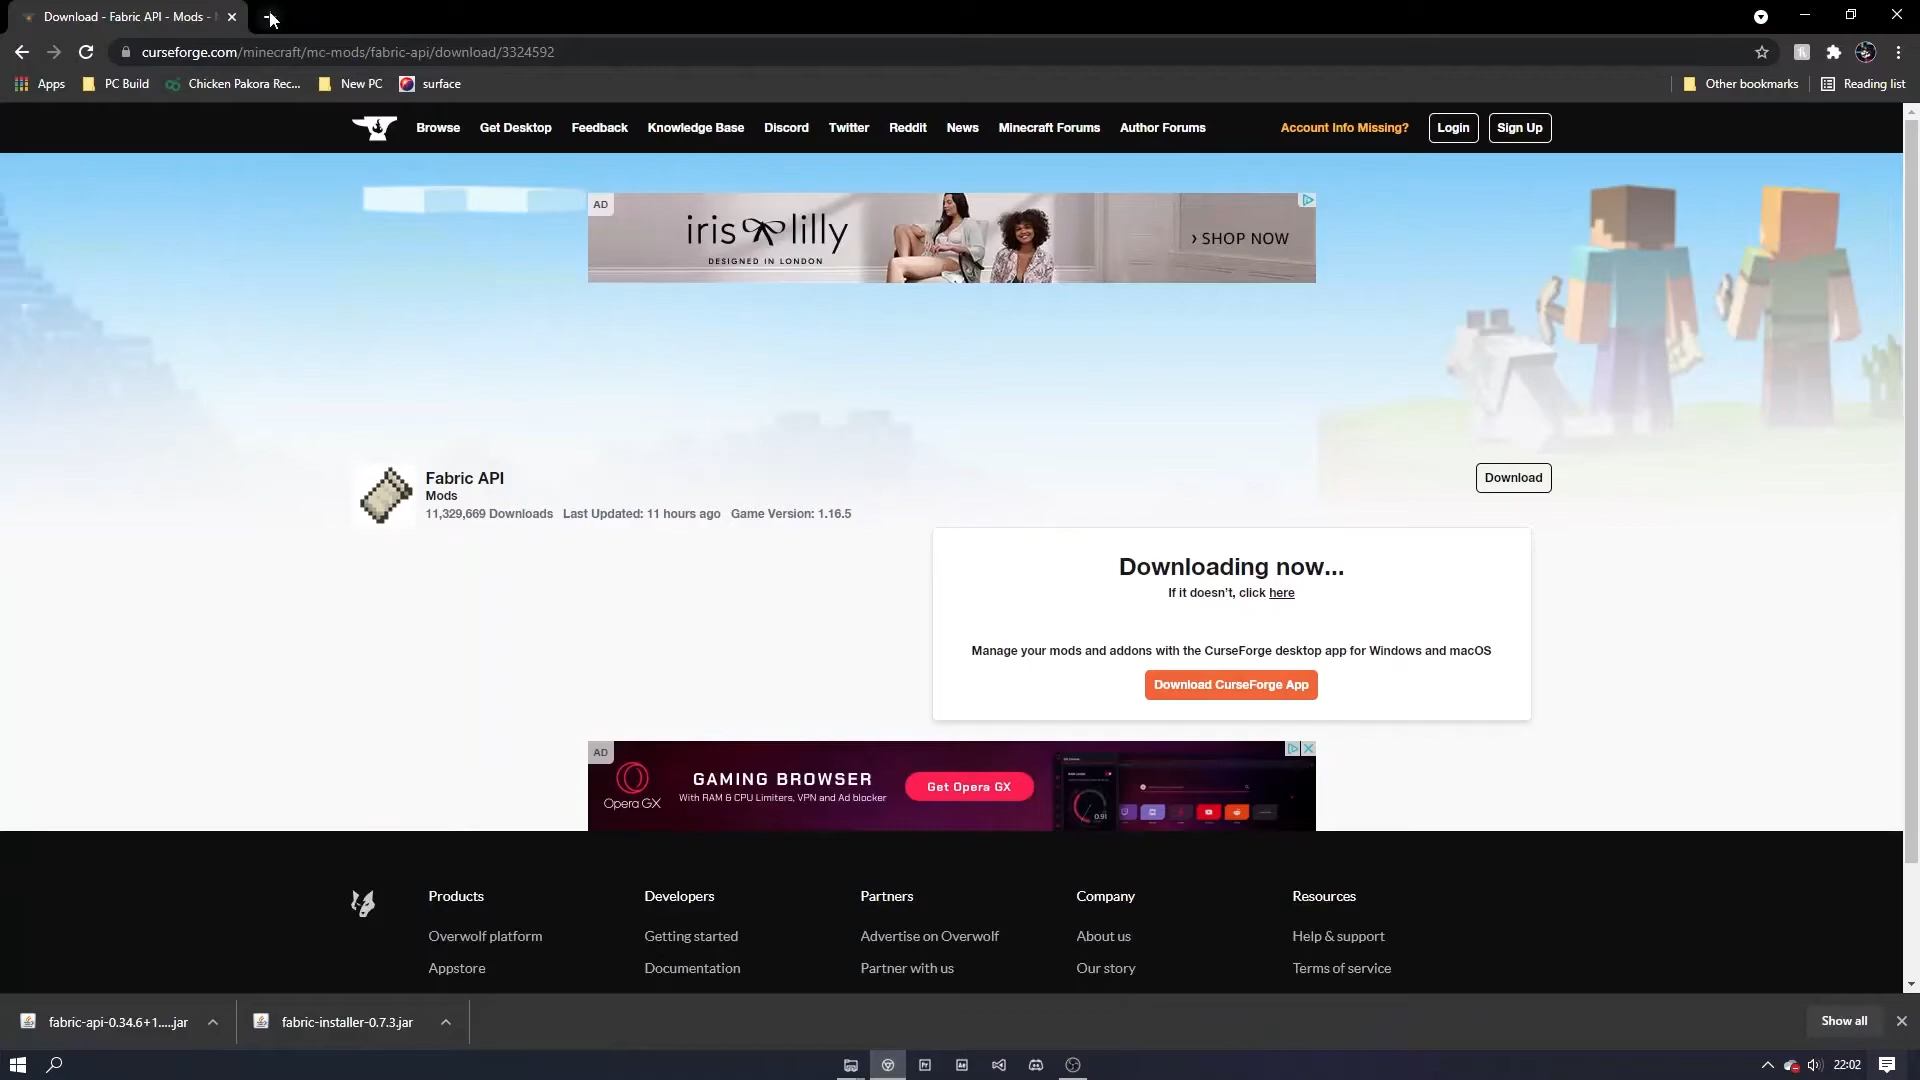 Download - Fabric API - Mods -
curseforge.com/minecraft/mc-mods/fabric-api/download/3324592
Apps PC Build Chicken Pakora Rec... New PC surface Other bookmarks Reading list
Browse Get Desktop Feedback Knowledge Base Discord Twitter Reddit News Minecraft Forums Author Forums Account Info Missing? Login Sign Up
AD
iris lilly
DESIGNED IN LONDON
› SHOP NOW
Fabric API
Mods
11,329,669 Downloads Last Updated: 11 hours ago Game Version: 1.16.5
Download
Downloading now...
If it doesn't, click here
Manage your mods and addons with the CurseForge desktop app for Windows and macOS
Download CurseForge App
AD
Opera GX
GAMING BROWSER
With RAM & CPU Limiters, VPN and Ad blocker
Get Opera GX
0.91
Products Developers Partners Company Resources
Overwolf platform Getting started Advertise on Overwolf About us Help & support
Appstore Documentation Partner with us Our story Terms of service
fabric-api-0.34.6+1.....jar fabric-installer-0.7.3.jar Show all
Pr Ae 22:02